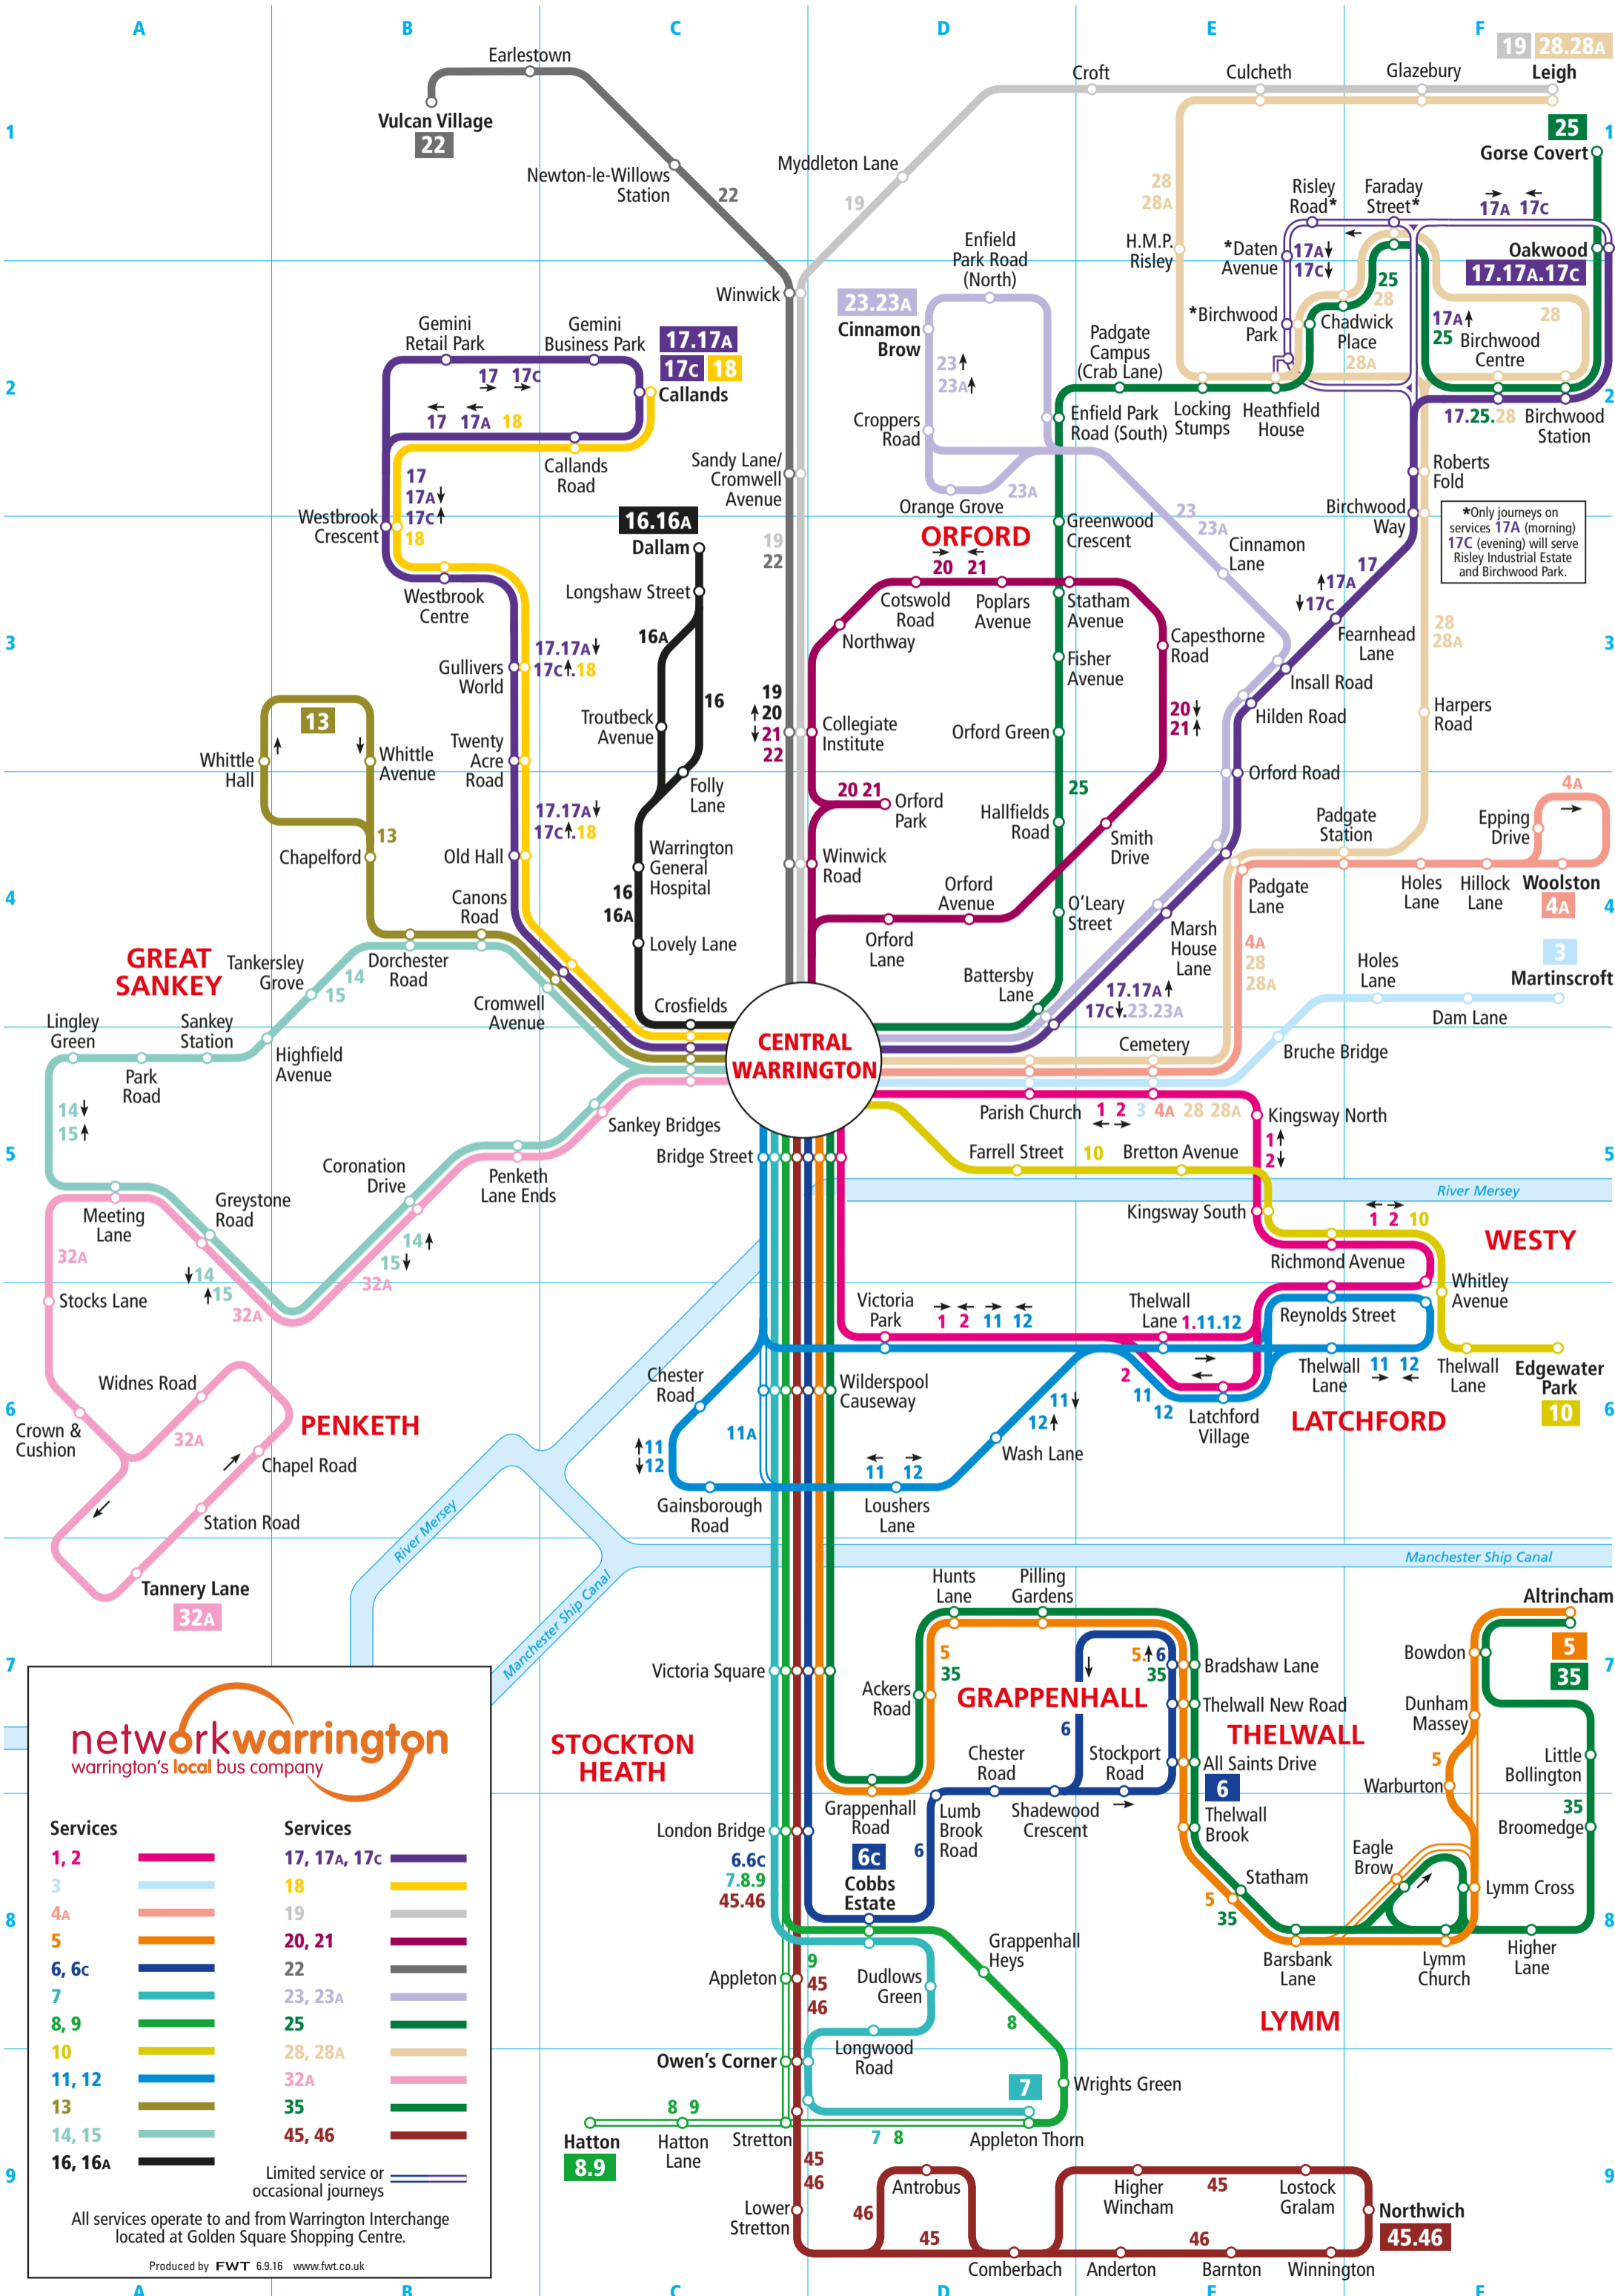 A B C D E F
19 28.28A
Leigh
Earlestown
Croft
Culcheth
Glazebury
Vulcan Village
22
1
1
25
Gorse Covert
Newton-le-Willows
Station
22
Myddleton Lane
19
28
28A
Risley
Road*
Faraday
Street*
17A 17C
H.M.P.
Risley
*Daten
Avenue
17A
17C
Oakwood
17.17A.17C
Enfield
Park Road
(North)
Winwick
23.23A
Cinnamon
Brow
25
28
*Birchwood
Park
Chadwick
Place
28A
17A
25
28
Birchwood
Centre
Gemini
Retail Park
Gemini
Business Park
17.17A
17C 18
Callands
17 17C
17 17A 18
Padgate
Campus
(Crab Lane)
23
23A
2
2
Croppers
Road
Enfield Park
Road (South)
Locking
Stumps
Heathfield
House
17.25.28
Birchwood
Station
Callands
Road
Sandy Lane/
Cromwell
Avenue
Orange Grove
23A
Roberts
Fold
17
17A
17C
18
Westbrook
Crescent
16.16A
Dallam
ORFORD
Greenwood
Crescent
23
23A
Birchwood
Way
*Only journeys on
services 17A (morning)
17C (evening) will serve
Risley Industrial Estate
and Birchwood Park.
19
22
20 21
Cinnamon
Lane
17
17A
17C
Westbrook
Centre
Longshaw Street
Cotswold
Road
Poplars
Avenue
Statham
Avenue
16A
Northway
Capesthorne
Road
Fearnhead
Lane
28
28A
3
3
Gullivers
World
17.17A
17C.18
Fisher
Avenue
Insall Road
16
19
20
21
22
Troutbeck
Avenue
Collegiate
Institute
Orford Green
20
21
Hilden Road
Harpers
Road
13
Whittle
Hall
Whittle
Avenue
Twenty
Acre
Road
Folly
Lane
Orford Road
20 21
Orford
Park
25
4A
17.17A
17C.18
Hallfields
Road
Smith
Drive
Padgate
Station
Epping
Drive
13
Chapelford
Old Hall
Warrington
General
Hospital
Winwick
Road
Padgate
Lane
Holes
Lane
Hillock
Lane
Woolston
4A
16
16A
Canons
Road
Orford
Avenue
O'Leary
Street
4
4
Lovely Lane
Orford
Lane
Marsh
House
Lane
4A
28
28A
3
Martinscroft
GREAT
SANKEY
Tankersley
Grove
14
15
Dorchester
Road
Cromwell
Avenue
Crosfields
Battersby
Lane
17.17A
17C.23.23A
Holes
Lane
Dam Lane
Lingley
Green
Sankey
Station
Highfield
Avenue
Park
Road
CENTRAL
WARRINGTON
Cemetery
Bruche Bridge
14
15
Parish Church
1 2 3 4A 28 28A
Kingsway North
1
2
Sankey Bridges
5
5
Bridge Street
Farrell Street
10
Bretton Avenue
River Mersey
Coronation
Drive
Penketh
Lane Ends
Meeting
Lane
Greystone
Road
Kingsway South
1 2 10
Richmond Avenue
WESTY
32A
14
15
32A
14
15
32A
Stocks Lane
Whitley
Avenue
Victoria
Park
1 2 11 12
Thelwall
Lane
1.11.12
Reynolds Street
Thelwall
Lane
11 12
Thelwall
Lane
Edgewater
Park
10
Chester
Road
Wilderspool
Causeway
2
11
12
Latchford
Village
LATCHFORD
6
6
Widnes Road
Crown &
Cushion
32A
PENKETH
Chapel Road
11
12
11A
11
12
11 12
Wash Lane
Gainsborough
Road
Loushers
Lane
Station Road
River Mersey
Manchester Ship Canal
Manchester Ship Canal
Tannery Lane
32A
Hunts
Lane
Pilling
Gardens
Altrincham
5
35
7
7
Victoria Square
5
35
5. 6
35
Bradshaw Lane
Bowdon
Ackers
Road
GRAPPENHALL
Thelwall New Road
THELWALL
Dunham
Massey
STOCKTON
HEATH
6
Chester
Road
Stockport
Road
All Saints Drive
6
5
Warburton
Little
Bollington
35
Grappenhall
Road
Lumb
Brook
Road
Shadewood
Crescent
Thelwall
Brook
Broomedge
London Bridge
6.6C
7.8.9
45.46
6C
Cobbs
Estate
6
Eagle
Brow
Statham
5
35
Lymm Cross
8
8
Barsbank
Lane
Lymm
Church
Higher
Lane
LYMM
Grappenhall
Heys
9
45
46
Appleton
Dudlows
Green
8
Longwood
Road
Owen's Corner
7
Wrights Green
8 9
Hatton
8.9
Hatton
Lane
Stretton
7 8
Appleton Thorn
45
46
9
9
Antrobus
Higher
Wincham
45
Lostock
Gralam
Northwich
45.46
Lower
Stretton
46
45
Comberbach
Anderton
46
Barnton
Winnington
networkwarrington
warrington's local bus company
Services
1, 2
3
4A
5
6, 6C
7
8, 9
10
11, 12
13
14, 15
16, 16A
Services
17, 17A, 17C
18
19
20, 21
22
23, 23A
25
28, 28A
32A
35
45, 46
Limited service or
occasional journeys
All services operate to and from Warrington Interchange
located at Golden Square Shopping Centre.
Produced by FWT 6.9.16 www.fwt.co.uk
A B C D E F